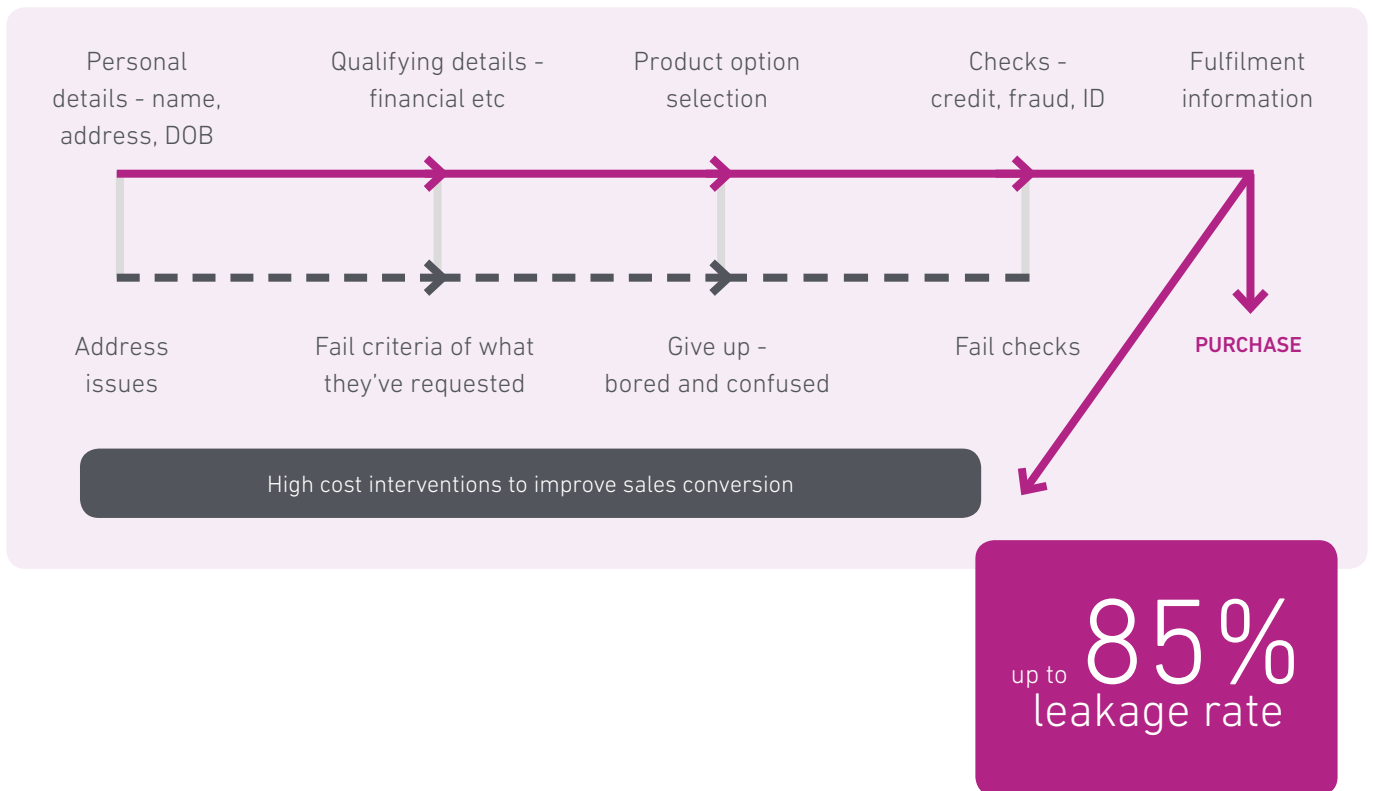 Personal
details - name,
address, DOB
Qualifying details -
financial etc
Product option
selection
Checks -
credit, fraud, ID
Fulfilment
information
Address
issues
Fail criteria of what
they've requested
Give up -
bored and confused
Fail checks
PURCHASE
High cost interventions to improve sales conversion
up to 85%
leakage rate